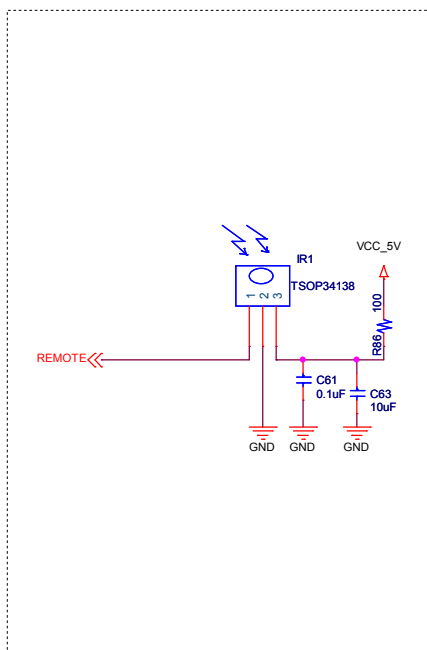 VCC_5V
IR1
TSOP34138
1
2
3
100
R86
REMOTE
C61
0.1uF
C63
10uF
GND
GND
GND